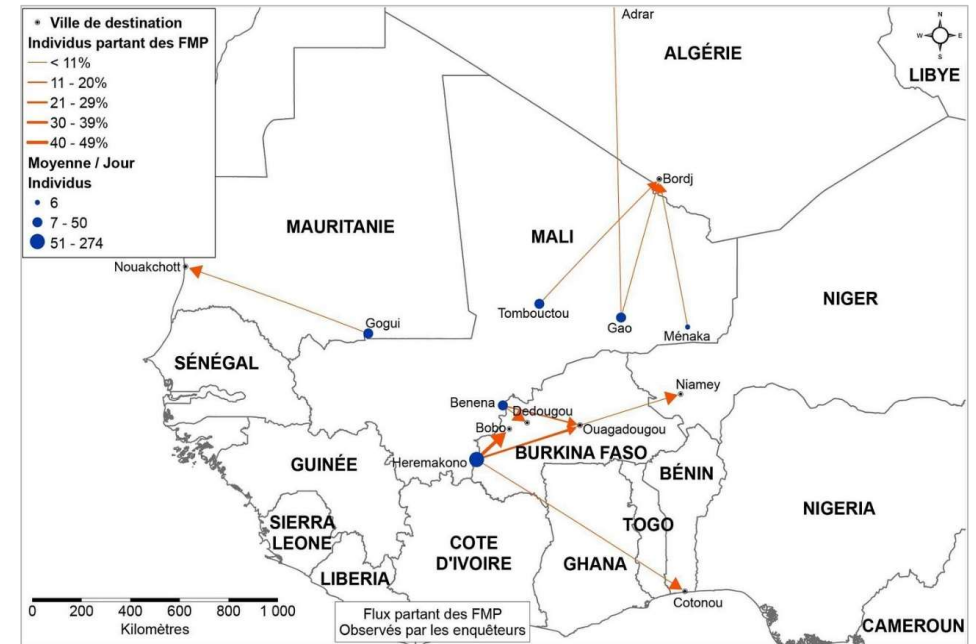 Ville de destination
Individus partant des FMP
< 11%
11 - 20%
21 - 29%
30 - 39%
40 - 49%
Moyenne / Jour
Individus
6
7 - 50
51 - 274
Adrar
ALGÉRIE
N
W
E
S
LIBYE
Bordj
MAURITANIE
MALI
Nouakchott
Tombouctou
Gao
Ménaka
NIGER
Gogui
SÉNÉGAL
Niamey
Benena
Dedougou
Bobo
Ouagadougou
Heremakono
BURKINA FASO
GUINÉE
BÉNIN
NIGERIA
SIERRA
LEONE
COTE
D'IVOIRE
TOGO
GHANA
LIBERIA
Cotonou
CAMEROUN
0 200 400 600 800 1 000
Kilomètres
Flux partant des FMP
Observés par les enquêteurs